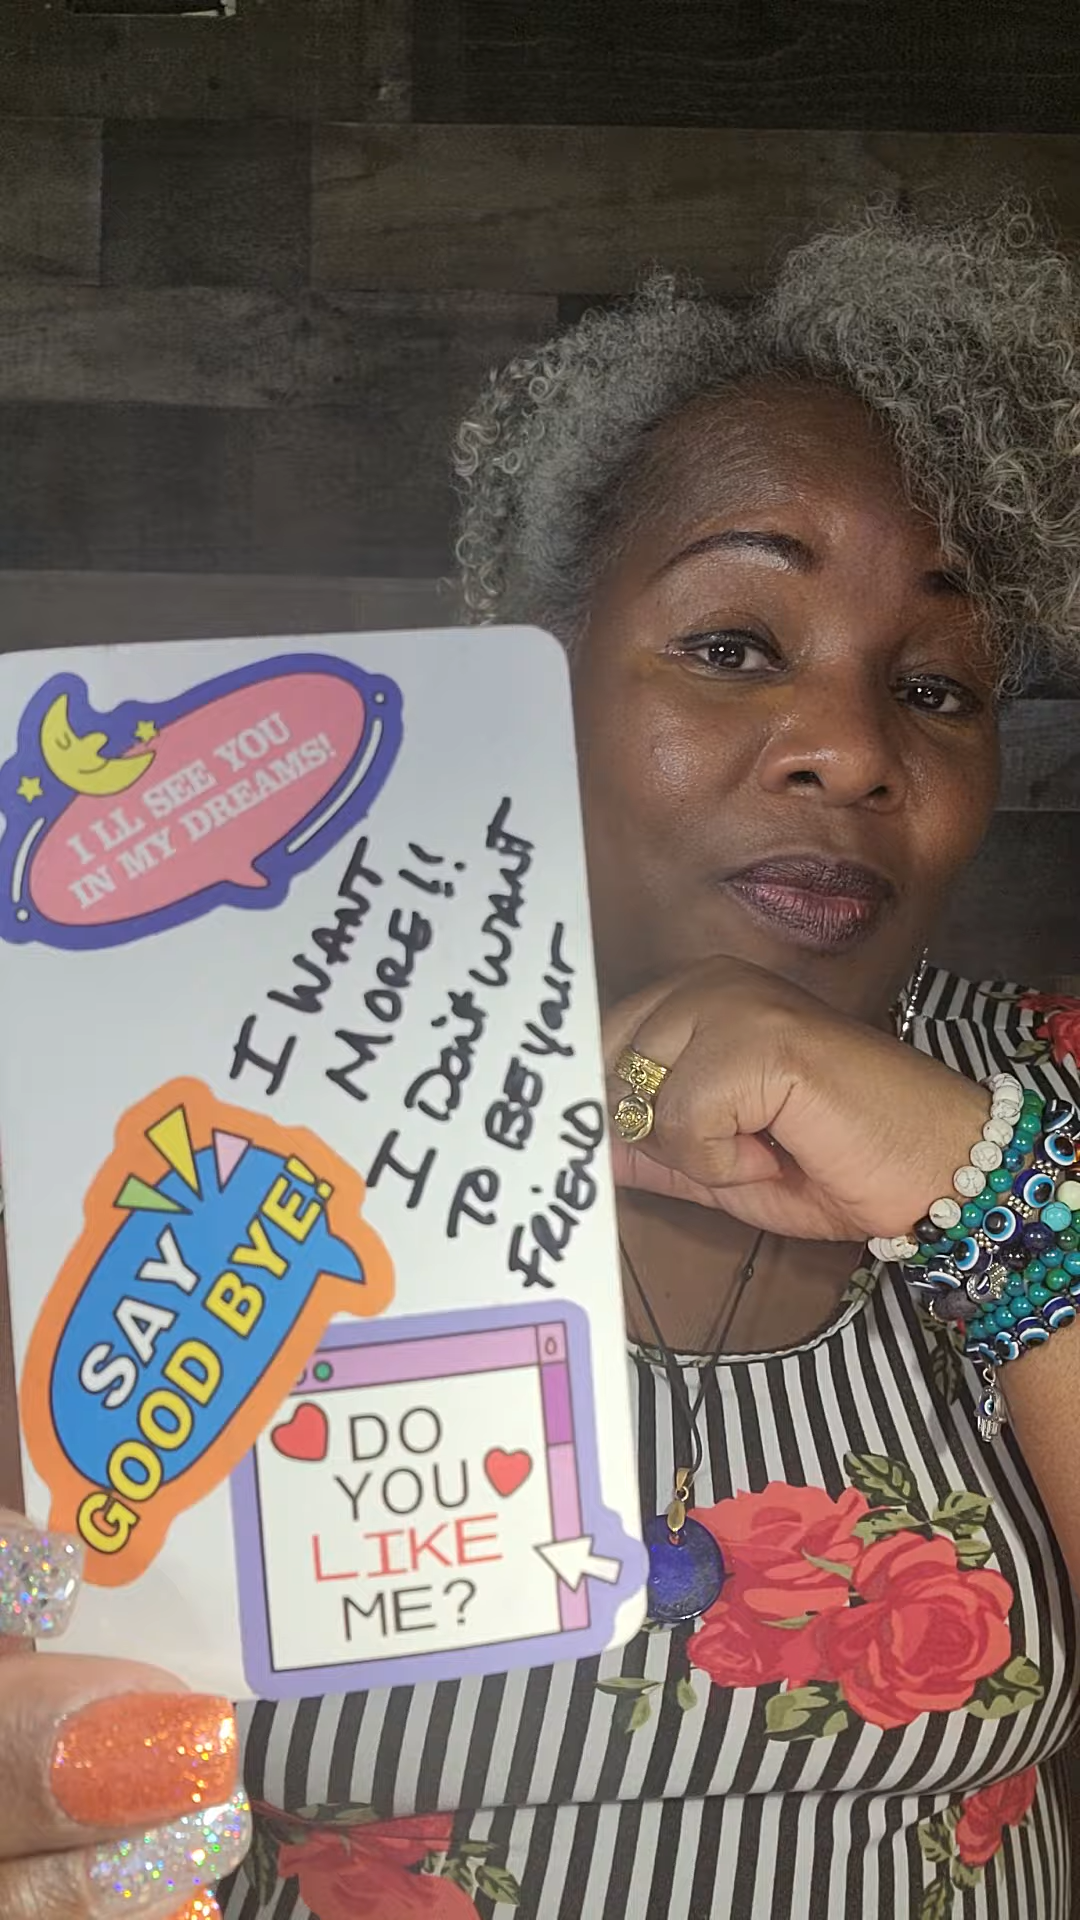 I LL SEE YOU
IN MY DREAMS!
I WANT
MORE!!
I Don't WANT
TO BE Your
FRIEND
SAY
GOOD BYE!
DO
YOU
LIKE
ME?